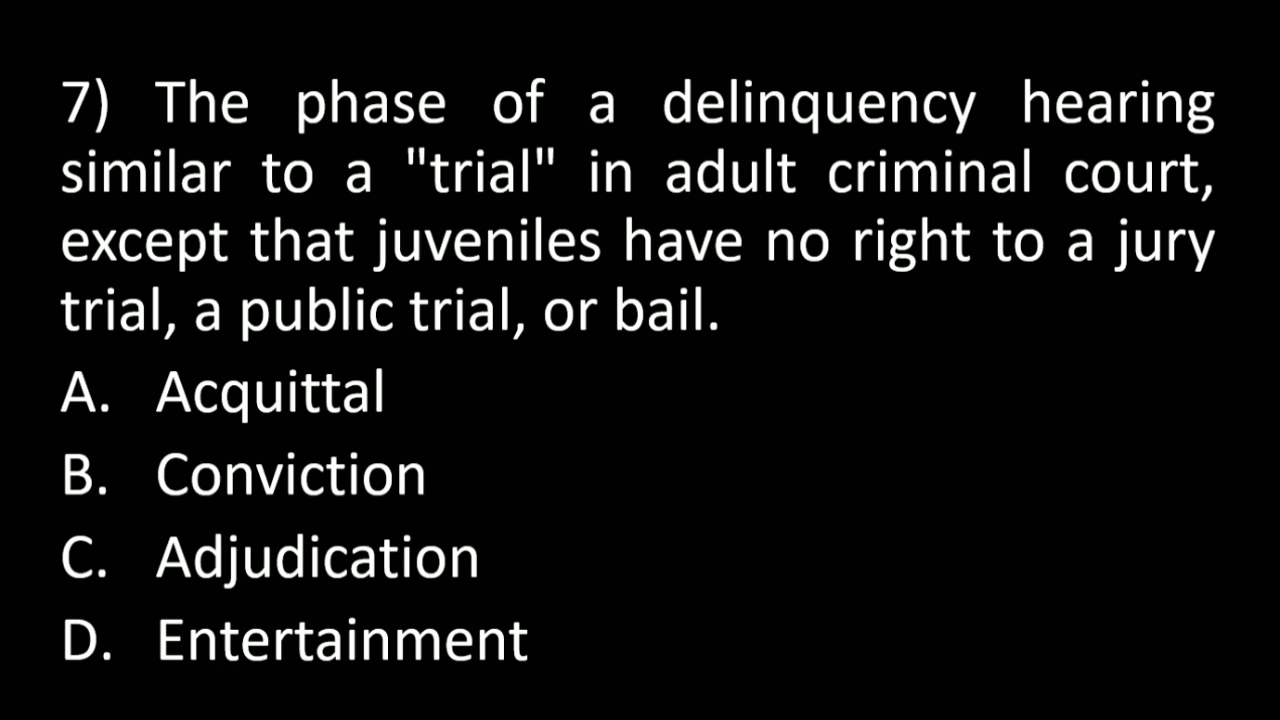 7) The phase of a delinquency hearing
similar to a "trial" in adult criminal court,
except that juveniles have no right to a jury
trial, a public trial, or bail.
A. Acquittal
B. Conviction
C. Adjudication
D. Entertainment